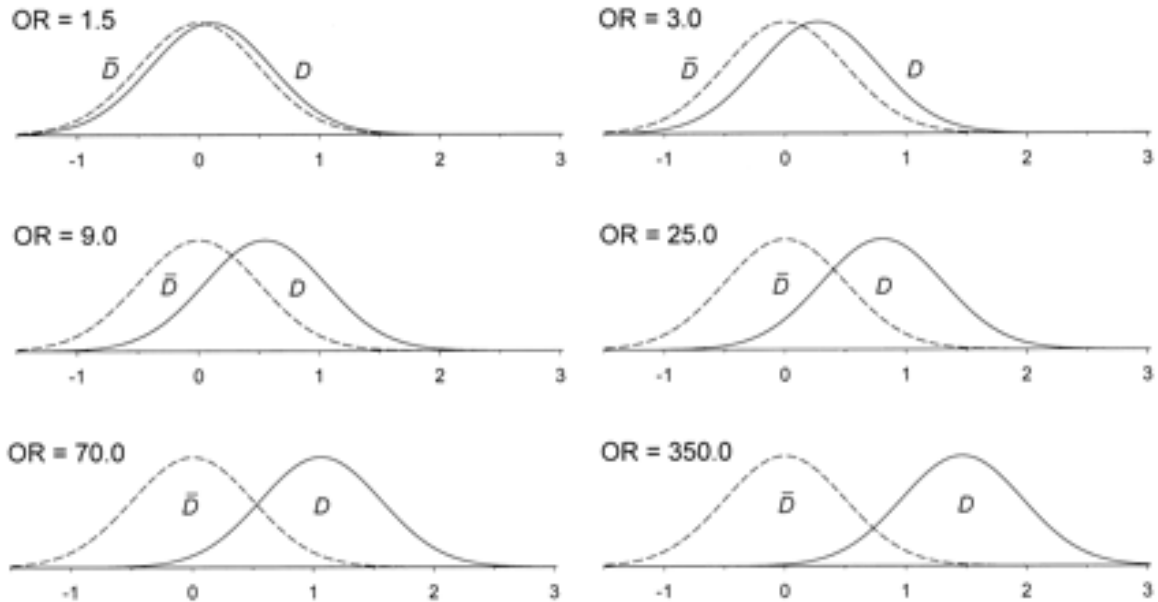 OR = 1.5
D̄ D
-1 0 1 2 3
OR = 3.0
D̄ D
-1 0 1 2 3
OR = 9.0
D̄ D
-1 0 1 2 3
OR = 25.0
D̄ D
-1 0 1 2 3
OR = 70.0
D̄ D
-1 0 1 2 3
OR = 350.0
D̄ D
-1 0 1 2 3